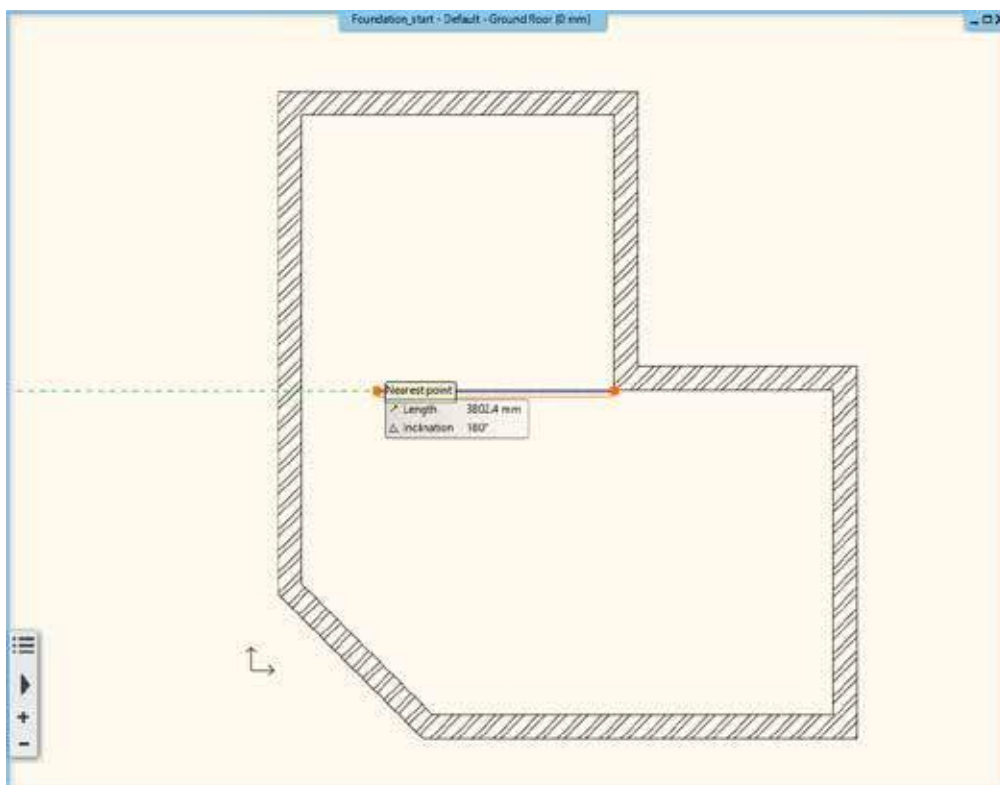 Foundation_start - Default - Ground floor (0 mm)
Nearest point
Length 3802.4 mm
Inclination 180°